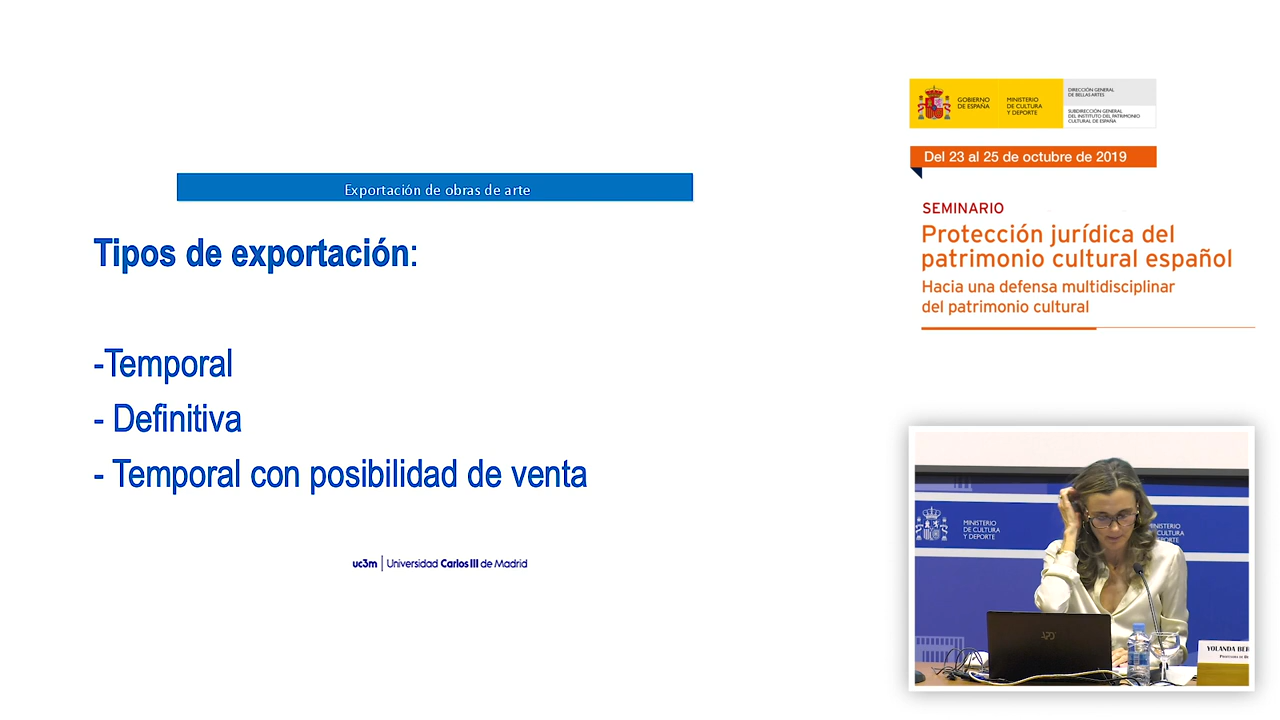 Exportación de obras de arte
Tipos de exportación:
-Temporal
- Definitiva
- Temporal con posibilidad de venta
uc3m | Universidad Carlos III de Madrid
GOBIERNO
DE ESPAÑA
MINISTERIO
DE CULTURA
Y DEPORTE
DIRECCIÓN GENERAL
DE BELLAS ARTES
SUBDIRECCIÓN GENERAL
DEL INSTITUTO DEL PATRIMONIO
CULTURAL DE ESPAÑA
Del 23 al 25 de octubre de 2019
SEMINARIO
Protección jurídica del
patrimonio cultural español
Hacia una defensa multidisciplinar
del patrimonio cultural
MINISTERIO
DE CULTURA
Y DEPORTE
MINISTERIO
DE CULTURA
YOLANDA